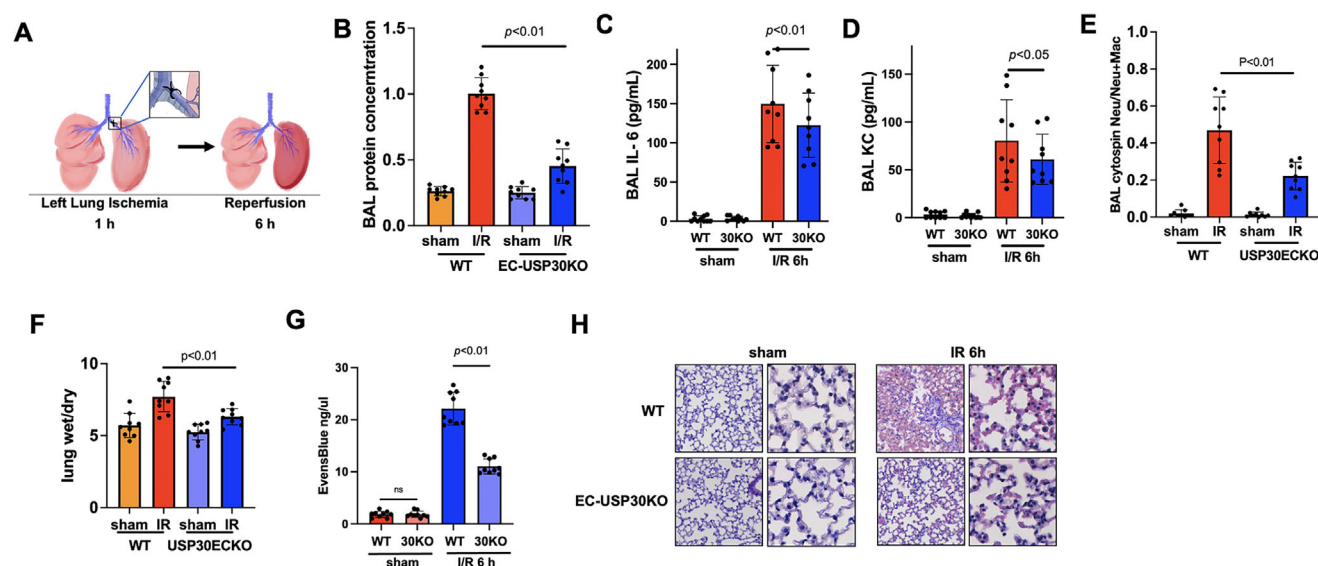 A
Left Lung Ischemia
1 h
Reperfusion
6 h
B
BAL protein comcemtration
1.5
1.0
0.5
0.0
p<0.01
sham I/R sham I/R
WT EC-USP30KO
C
BAL IL- 6 (pg/mL)
200
150
100
50
0
p<0.01
WT 30KO WT 30KO
sham I/R 6h
D
BAL KC (pg/mL)
150
100
50
0
p<0.05
WT 30KO WT 30KO
sham I/R 6h
E
BAL cytospin Neu/Neu+Mac
1.0
0.8
0.6
0.4
0.2
0.0
P<0.01
sham IR sham IR
WT USP30ECKO
F
lung wet/dry
10
5
0
p<0.01
sham IR sham IR
WT USP30ECKO
G
EvensBlue ng/ul
30
20
10
0
ns
p<0.01
WT 30KO WT 30KO
sham I/R 6 h
H
sham IR 6h
WT
EC-USP30KO